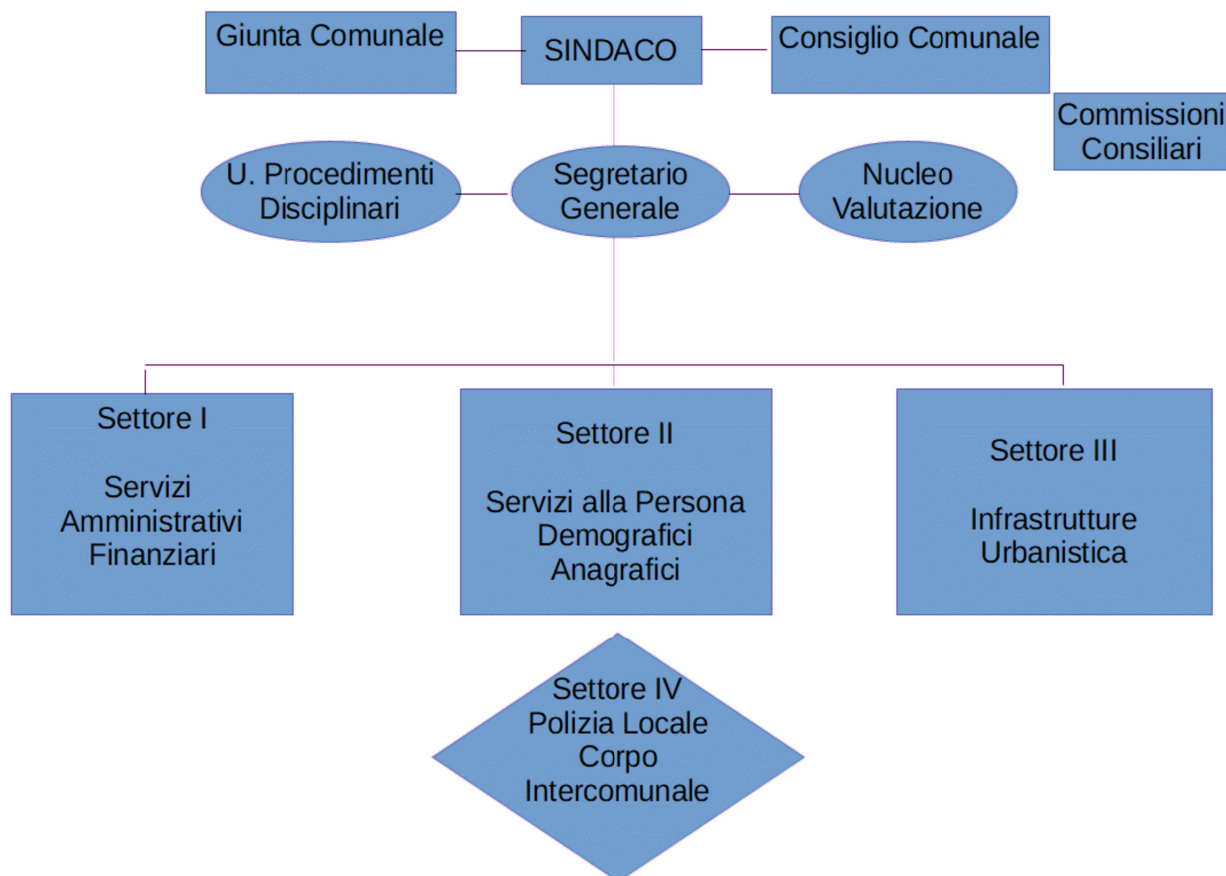 Giunta Comunale
SINDACO
Consiglio Comunale
Commissioni
Consiliari
U. Procedimenti
Disciplinari
Segretario
Generale
Nucleo
Valutazione
Settore I
Servizi
Amministrativi
Finanziari
Settore II
Servizi alla Persona
Demografici
Anagrafici
Settore III
Infrastrutture
Urbanistica
Settore IV
Polizia Locale
Corpo
Intercomunale